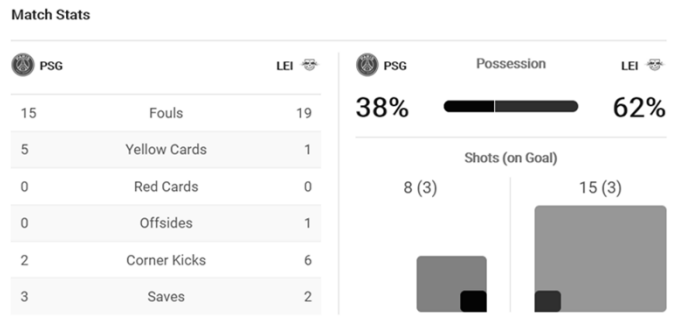 Match Stats
PSG LEI
15 Fouls 19
5 Yellow Cards 1
0 Red Cards 0
0 Offsides 1
2 Corner Kicks 6
3 Saves 2
PSG Possession LEI
38% 62%
Shots (on Goal)
8 (3) 15 (3)